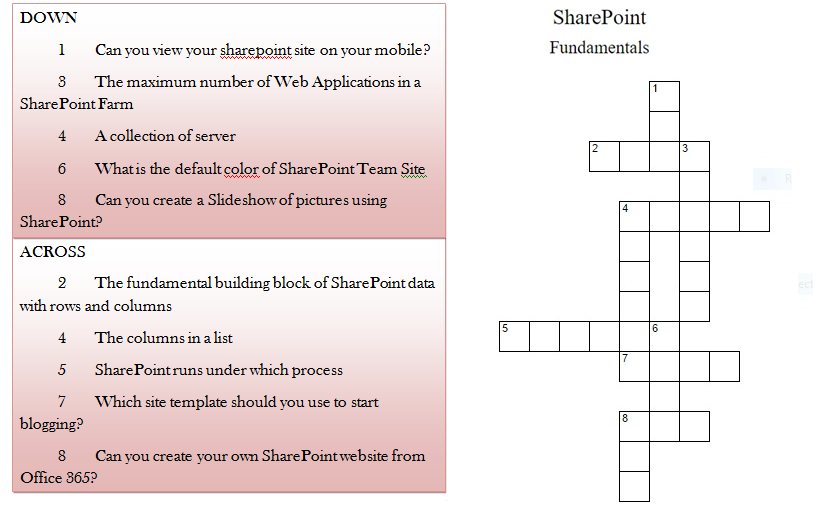 DOWN
1 Can you view your sharepoint site on your mobile?
3 The maximum number of Web Applications in a
SharePoint Farm
4 A collection of server
6 What is the default color of SharePoint Team Site
8 Can you create a Slideshow of pictures using
SharePoint?
ACROSS
2 The fundamental building block of SharePoint data
with rows and columns
4 The columns in a list
5 SharePoint runs under which process
7 Which site template should you use to start
blogging?
8 Can you create your own SharePoint website from
Office 365?
SharePoint
Fundamentals
1
2 3
4
5 6
7
8